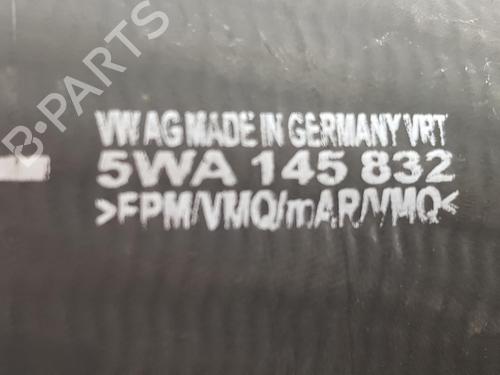 B-PARTS
VW AG MADE IN GERMANY VRT
5WA 145 832
>FPM/VMQ/mAR/VMQ<